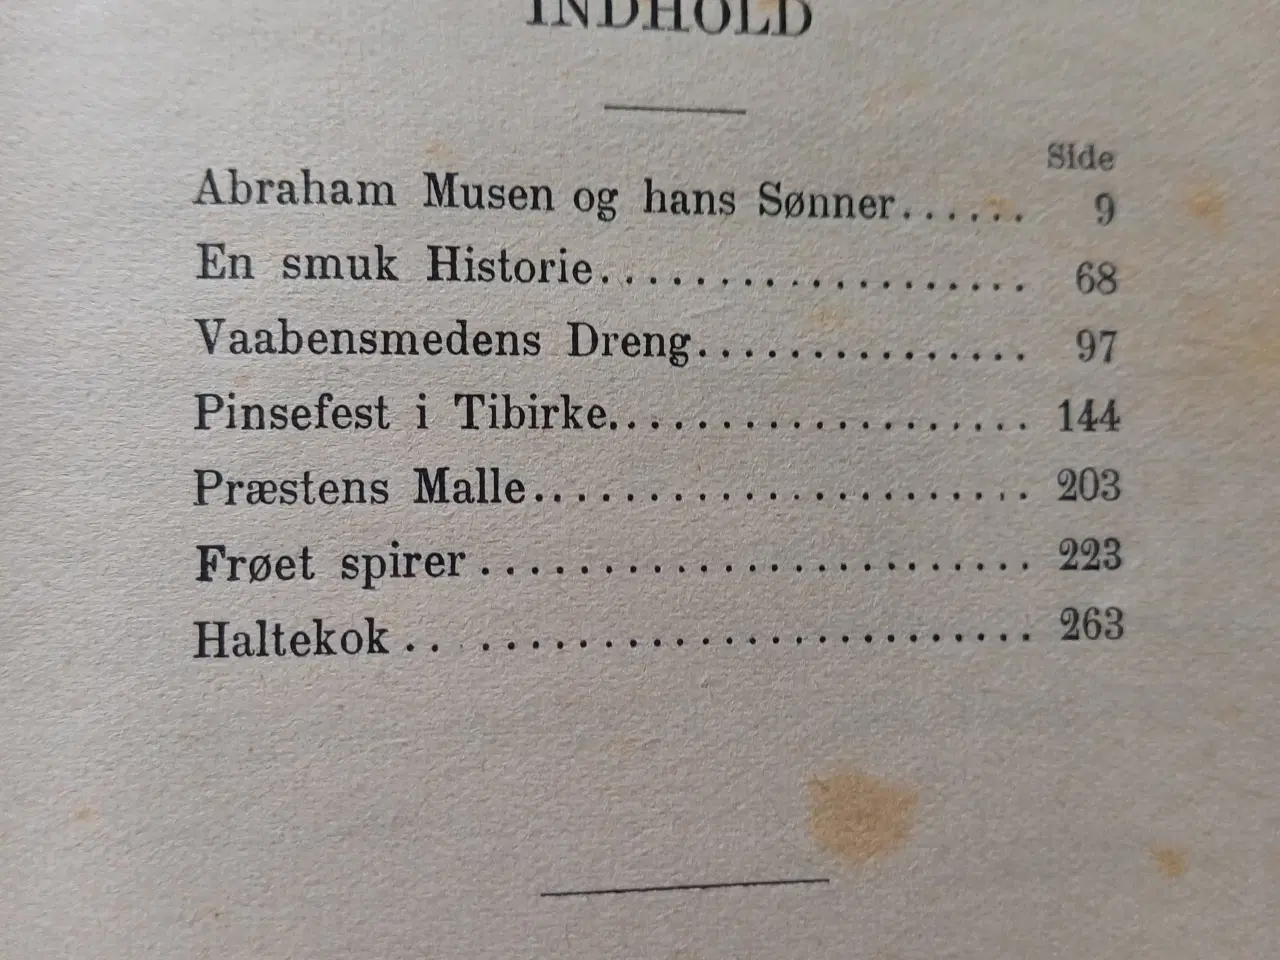 INDHOLD
Side
Abraham Musen og hans Sønner...... 9
En smuk Historie................... 68
Vaabensmedens Dreng............... 97
Pinsefest i Tibirke................... 144
Præstens Malle...................... 203
Frøet spirer ......................... 223
Haltekok .. ......................... 263